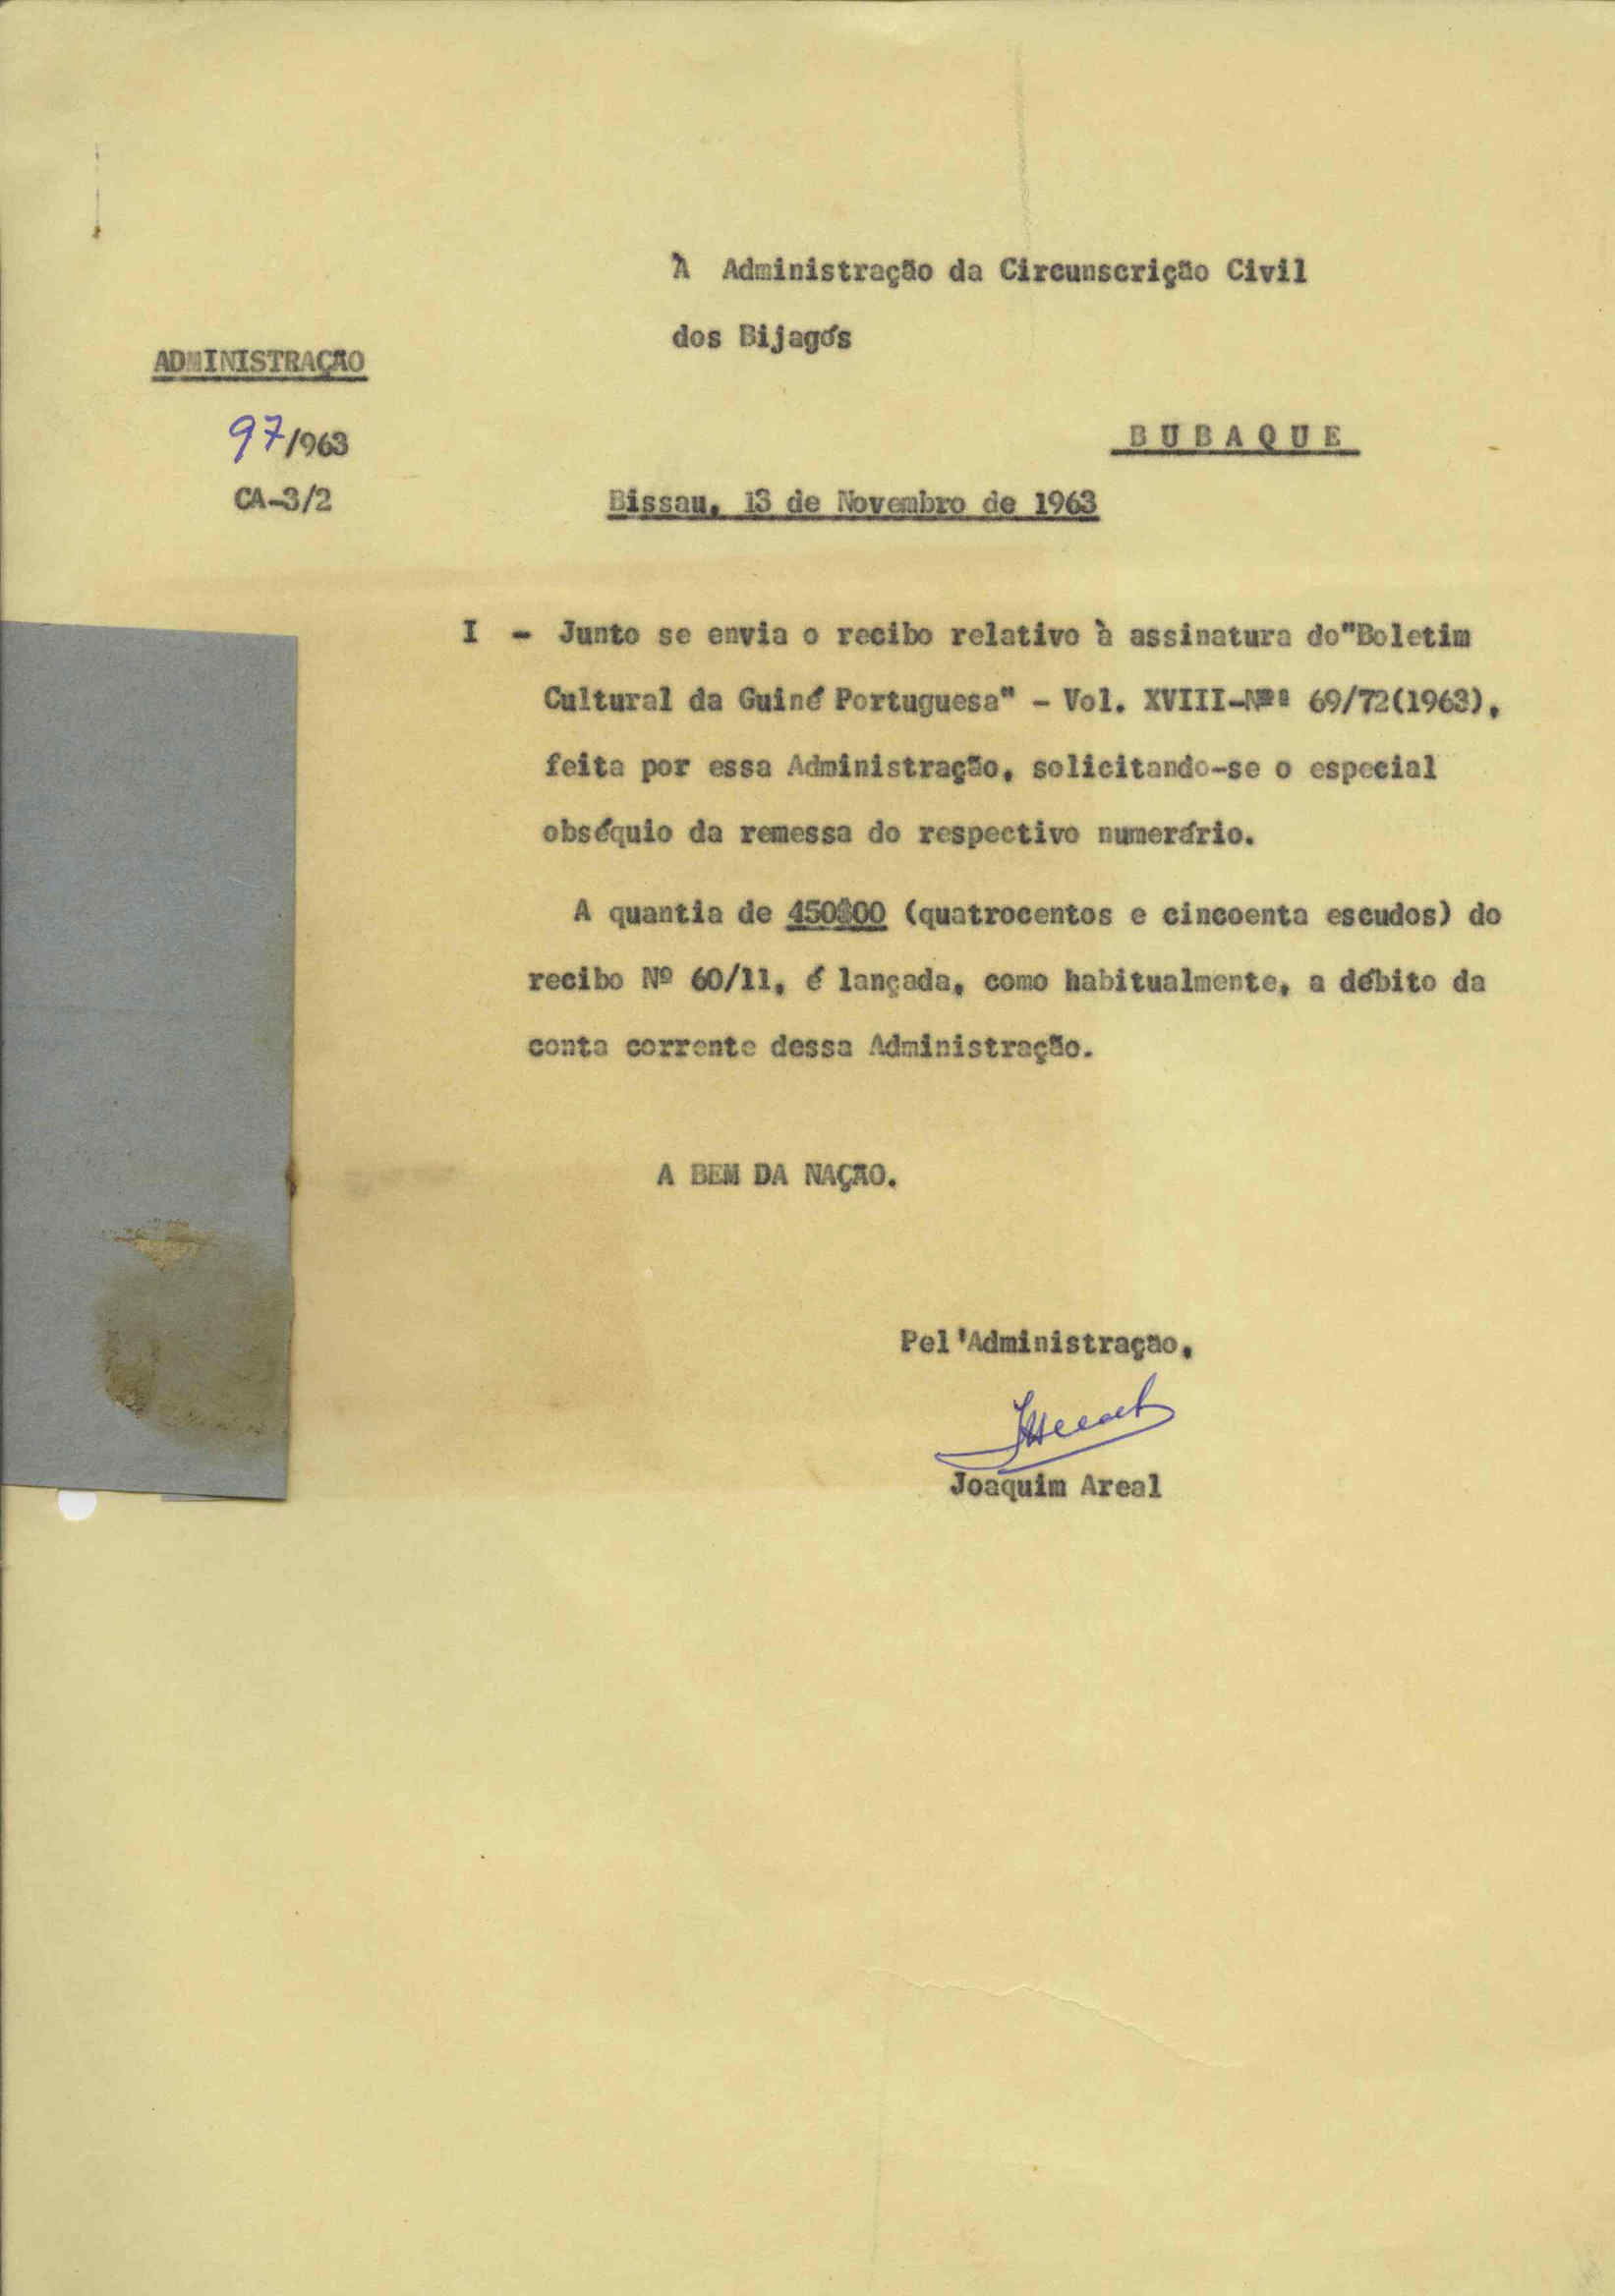 À Administração da Circunscrição Civil
dos Bijagós
ADMINISTRAÇÃO
97/963
BUBAQUE
CA-3/2
Bissau, 13 de Novembro de 1963
I - Junto se envia o recibo relativo à assinatura do"Boletim
Cultural da Guiné Portuguesa" - Vol. XVIII-Nºs 69/72(1963),
feita por essa Administração, solicitando-se o especial
obséquio da remessa do respectivo numerário.
A quantia de 450$00 (quatrocentos e cincoenta escudos) do
recibo Nº 60/11, é lançada, como habitualmente, a débito da
conta corrente dessa Administração.
A BEM DA NAÇÃO.
Pel'Administração,
Joaquim Areal